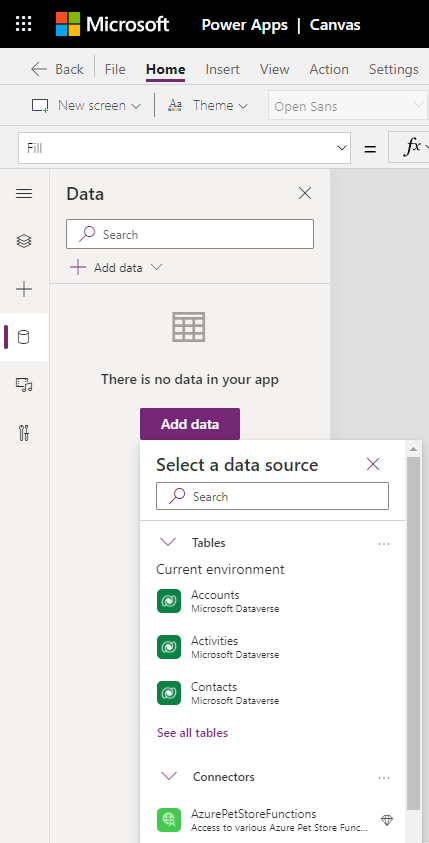 Microsoft Power Apps | Canvas
Back File Home Insert View Action Settings
New screen Aa Theme Open Sans
Fill = fx
Data
Search
Add data
There is no data in your app
Add data
Select a data source
Search
Tables ...
Current environment
Accounts
Microsoft Dataverse
Activities
Microsoft Dataverse
Contacts
Microsoft Dataverse
See all tables
Connectors ...
AzurePetStoreFunctions
Access to various Azure Pet Store Func...